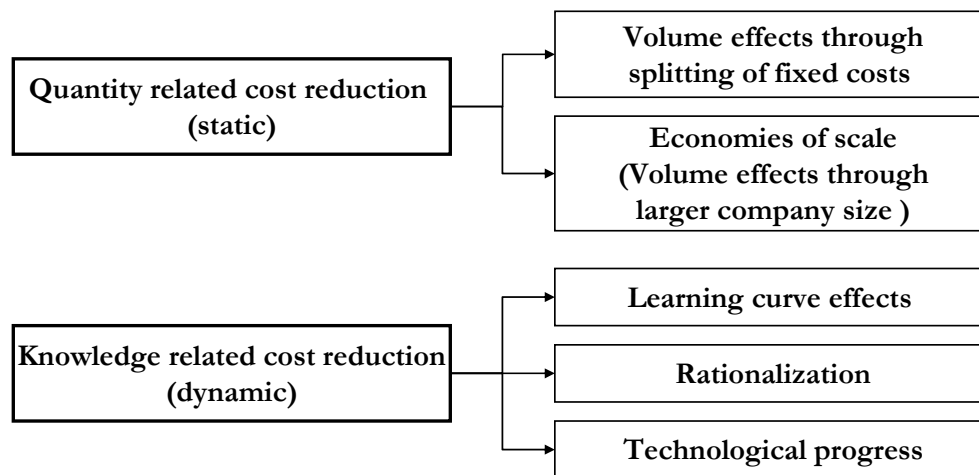 Quantity related cost reduction
(static)
Volume effects through
splitting of fixed costs
Economies of scale
(Volume effects through
larger company size )
Knowledge related cost reduction
(dynamic)
Learning curve effects
Rationalization
Technological progress